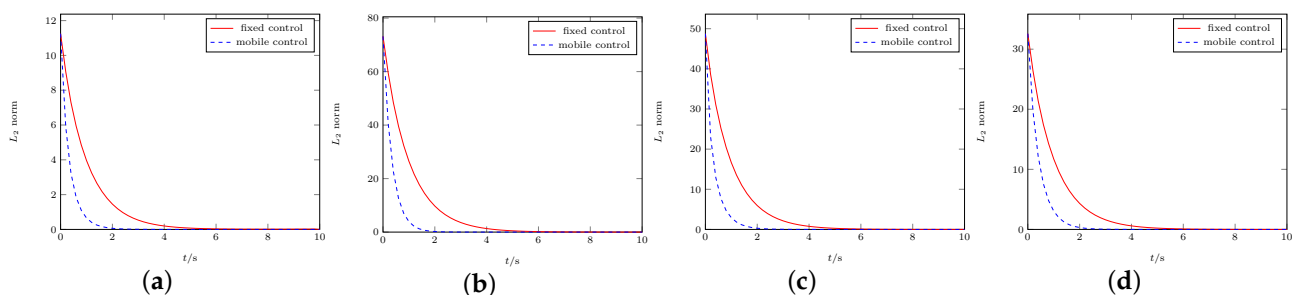 12
10
8
6
4
2
0
0 2 4 6 8 10
L₂ norm
t/s
fixed control
mobile control
(a)
80
60
40
20
0
0 2 4 6 8 10
L₂ norm
t/s
fixed control
mobile control
(b)
50
40
30
20
10
0
0 2 4 6 8 10
L₂ norm
t/s
fixed control
mobile control
(c)
30
20
10
0
0 2 4 6 8 10
L₂ norm
t/s
fixed control
mobile control
(d)